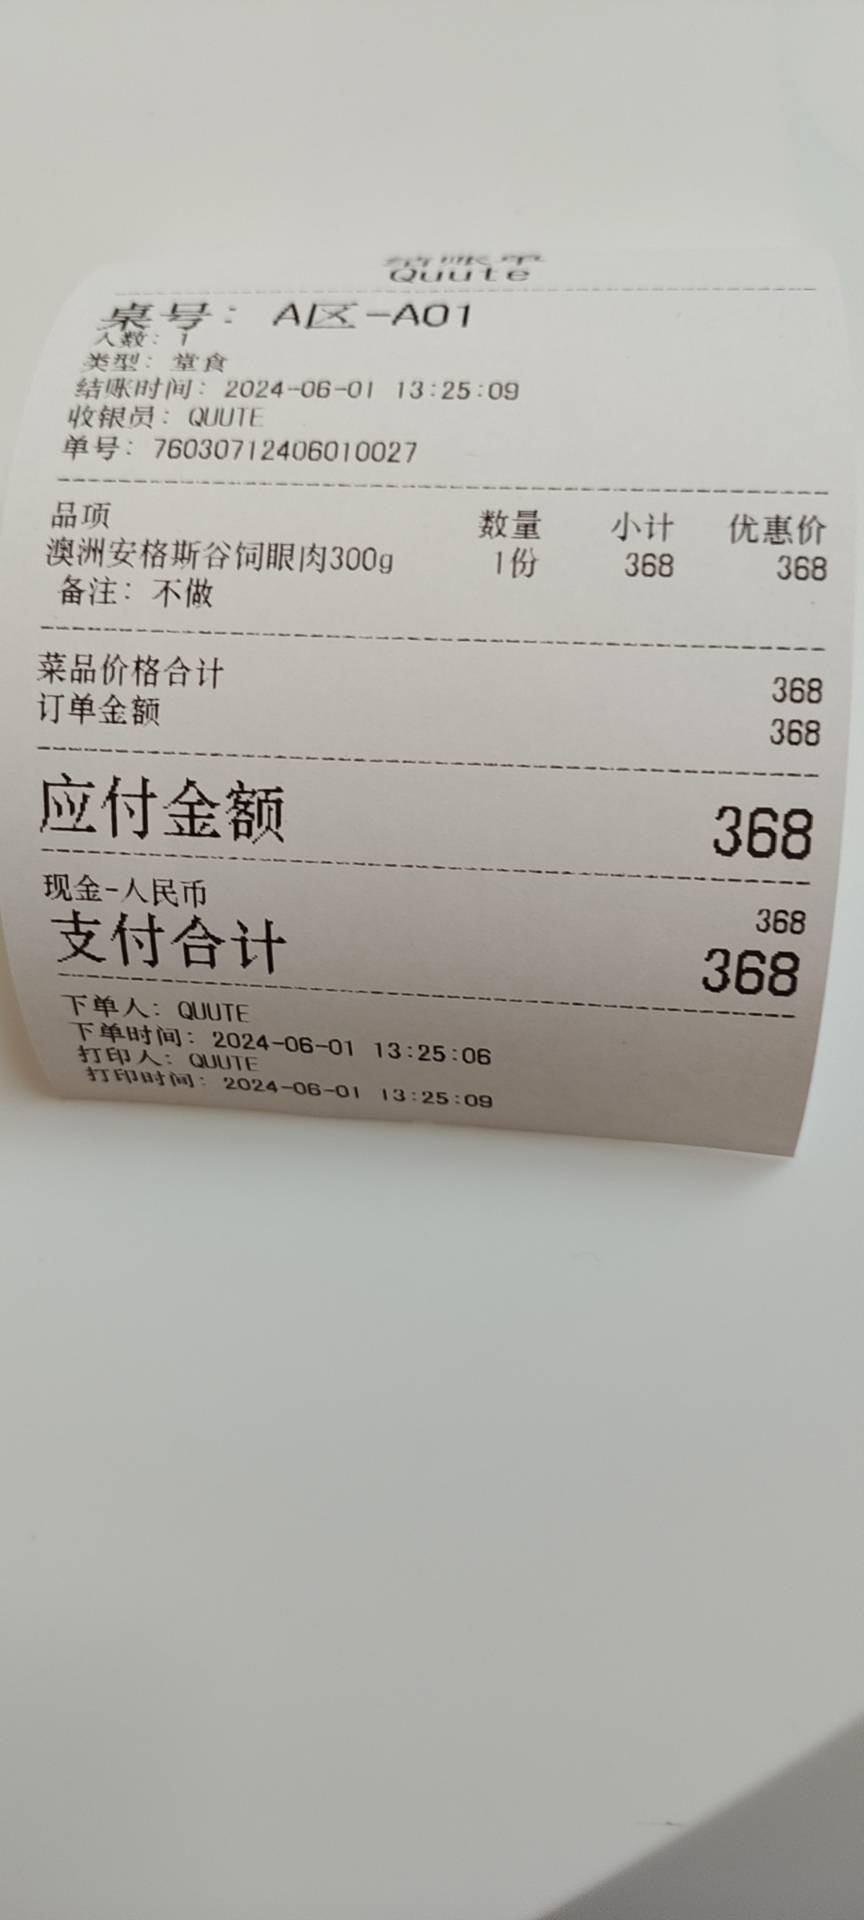 结账单
Quute
桌号: A区-A01
人数: 1
类型: 堂食
结账时间: 2024-06-01 13:25:09
收银员: QUUTE
单号: 76030712406010027
品项 数量 小计 优惠价
澳洲安格斯谷饲眼肉300g 1份 368 368
备注: 不做
菜品价格合计 368
订单金额 368
应付金额 368
现金-人民币 368
支付合计 368
下单人: QUUTE
下单时间: 2024-06-01 13:25:06
打印人: QUUTE
打印时间: 2024-06-01 13:25:09